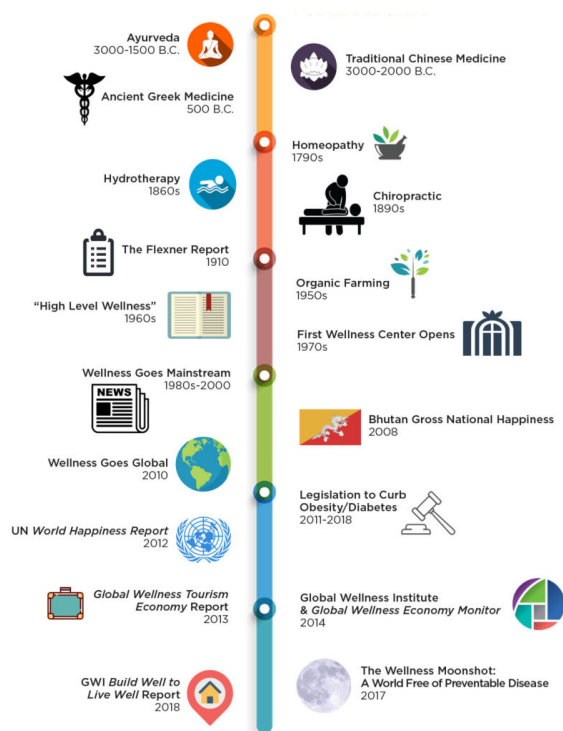 Ayurveda
3000-1500 B.C.
Traditional Chinese Medicine
3000-2000 B.C.
Ancient Greek Medicine
500 B.C.
Homeopathy
1790s
Hydrotherapy
1860s
Chiropractic
1890s
The Flexner Report
1910
Organic Farming
1950s
“High Level Wellness”
1960s
First Wellness Center Opens
1970s
Wellness Goes Mainstream
1980s-2000
NEWS
Bhutan Gross National Happiness
2008
Wellness Goes Global
2010
Legislation to Curb
Obesity/Diabetes
2011-2018
UN World Happiness Report
2012
Global Wellness Tourism
Economy Report
2013
Global Wellness Institute
& Global Wellness Economy Monitor
2014
The Wellness Moonshot:
A World Free of Preventable Disease
2017
GWI Build Well to
Live Well Report
2018